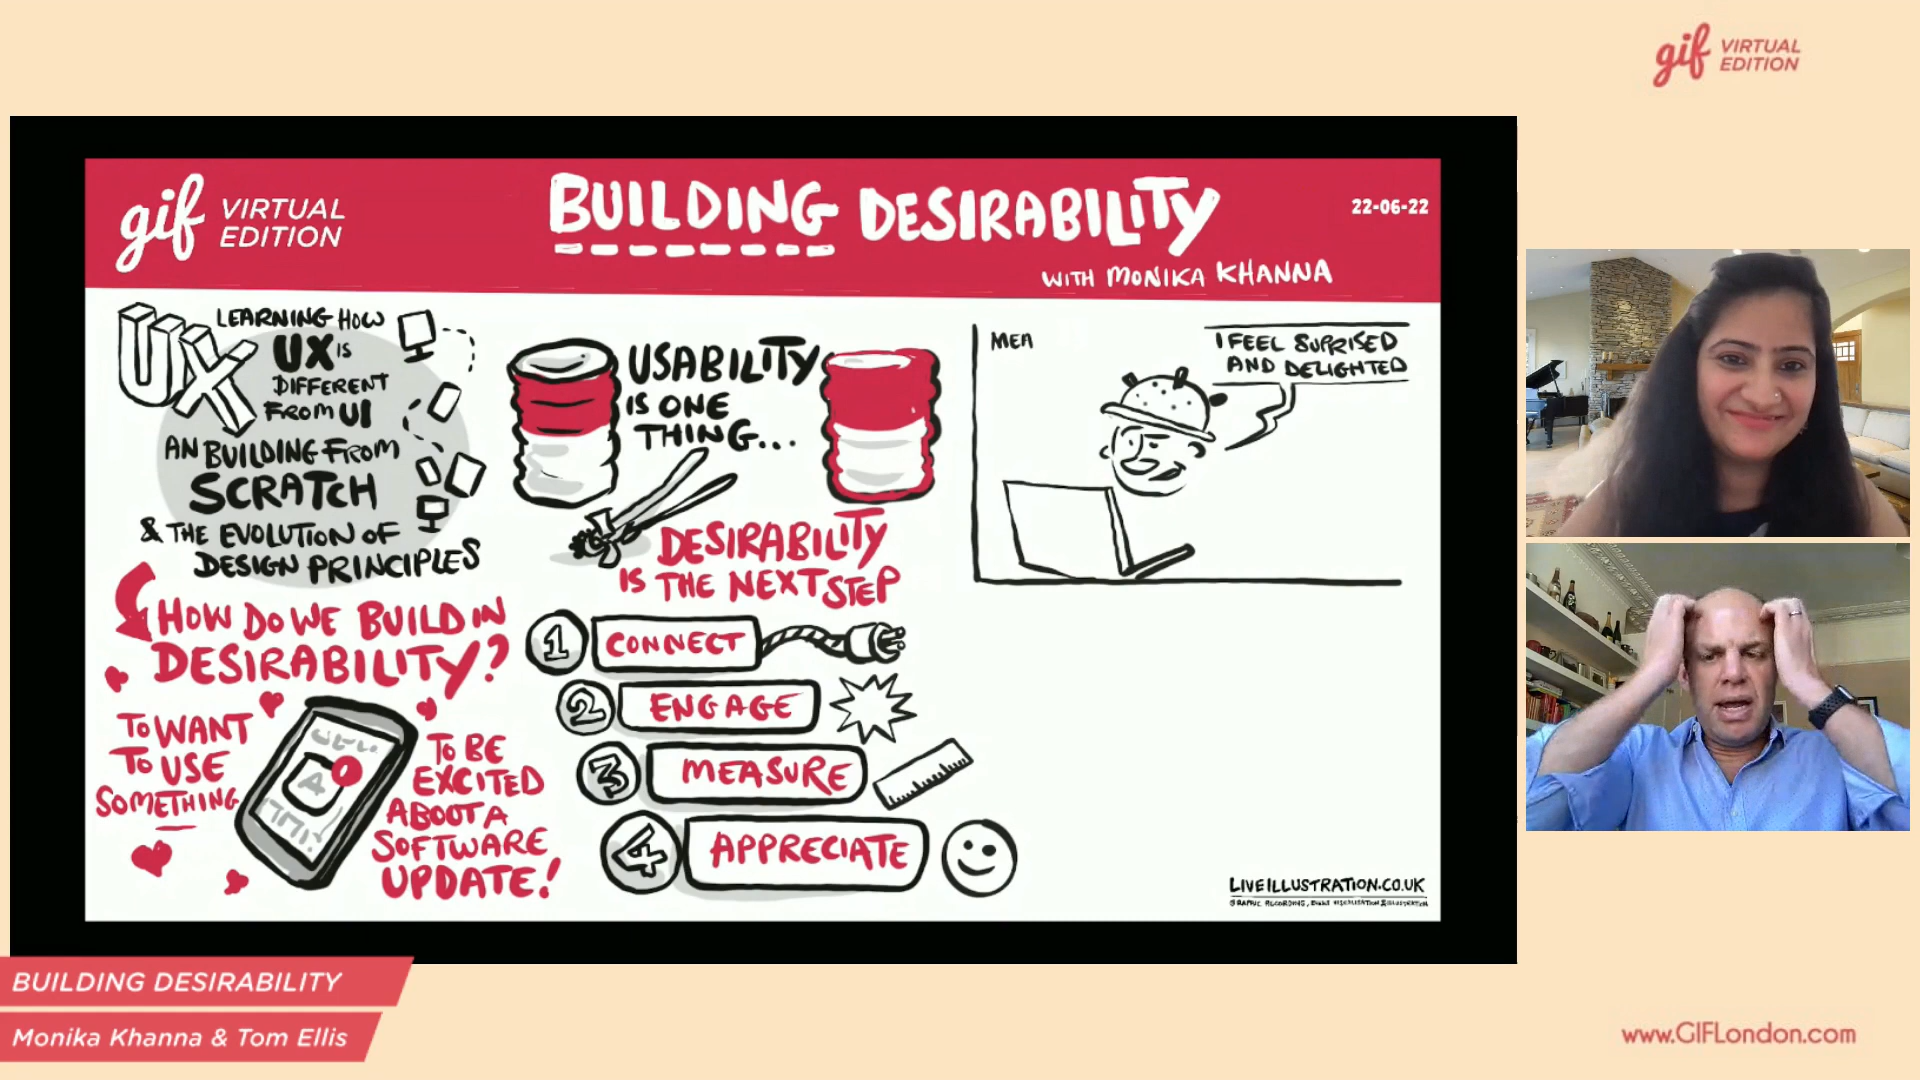 gif VIRTUAL
EDITION
gif VIRTUAL
EDITION
BUILDING DESIRABILITY
22-06-22
WITH MONIKA KHANNA
UX
LEARNING HOW
UX IS
DIFFERENT
FROM UI
AN BUILDING FROM
SCRATCH
& THE EVOLUTION OF
DESIGN PRINCIPLES
HOW DO WE BUILD IN
DESIRABILITY?
TO WANT
TO USE
SOMETHING
A
TO BE
EXCITED
ABOUT A
SOFTWARE
UPDATE!
USABILITY
IS ONE
THING...
DESIRABILITY
IS THE NEXT STEP
1 CONNECT
2 ENGAGE
3 MEASURE
4 APPRECIATE
MEA
I FEEL SUPRISED
AND DELIGHTED
LIVEILLUSTRATION.CO.UK
BUILDING DESIRABILITY
Monika Khanna & Tom Ellis
www.GIFLondon.com